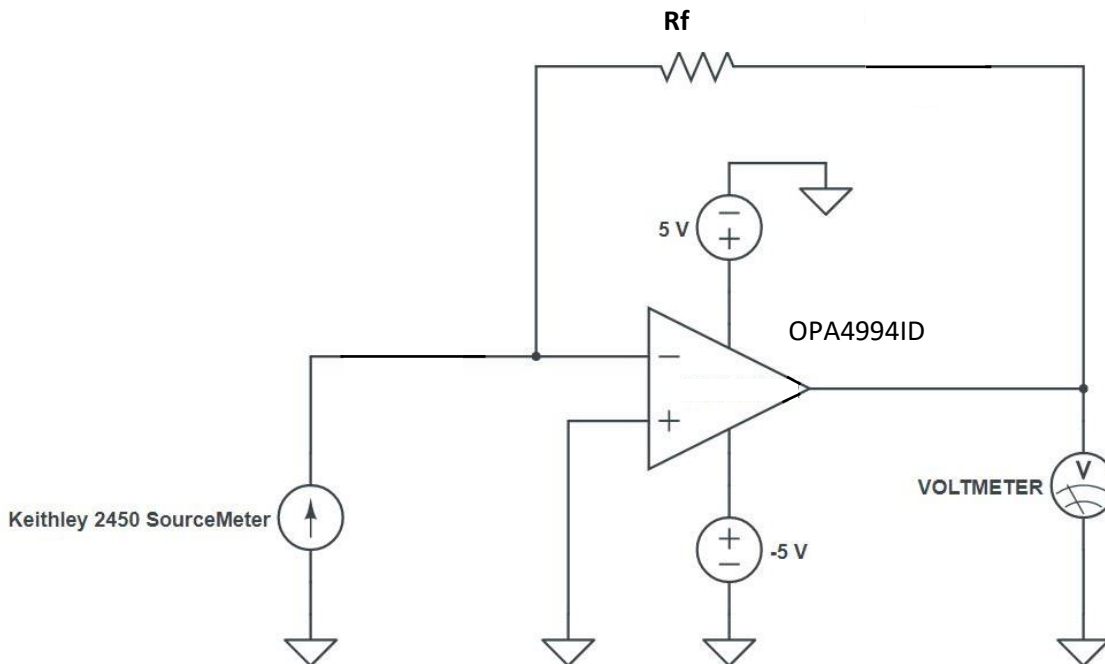 Rf
5 V
OPA4994ID
Keithley 2450 SourceMeter
VOLTMETER
V
-5 V